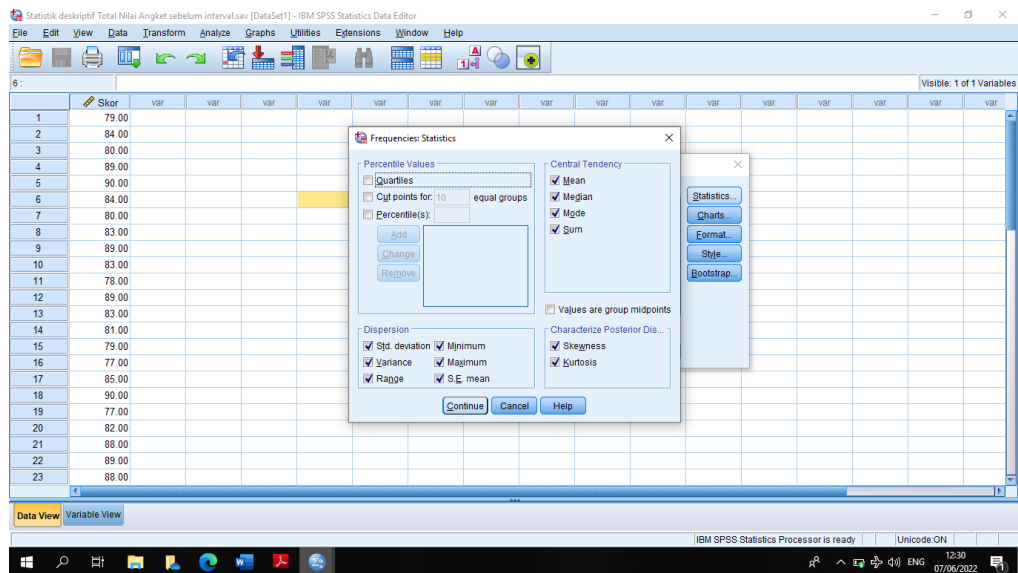 Statistik deskriptif Total Nilai Angket sebelum interval.sav [DataSet1] - IBM SPSS Statistics Data Editor
File Edit View Data Transform Analyze Graphs Utilities Extensions Window Help
6 :
Visible: 1 of 1 Variables
Skor var var var var var var var var var var var var var var var
1 79.00
2 84.00
3 80.00
4 89.00
5 90.00
6 84.00
7 80.00
8 83.00
9 89.00
10 83.00
11 78.00
12 89.00
13 83.00
14 81.00
15 79.00
16 77.00
17 85.00
18 90.00
19 77.00
20 82.00
21 88.00
22 89.00
23 88.00
Frequencies: Statistics
Percentile Values
Quartiles
Cut points for: 10 equal groups
Percentile(s):
Add
Change
Remove
Central Tendency
Mean
Median
Mode
Sum
Values are group midpoints
Dispersion
Std. deviation Minimum
Variance Maximum
Range S.E. mean
Characterize Posterior Dis...
Skewness
Kurtosis
Continue Cancel Help
Statistics...
Charts...
Format...
Style...
Bootstrap...
Data View Variable View
IBM SPSS Statistics Processor is ready Unicode:ON
ENG 12:30
07/06/2022